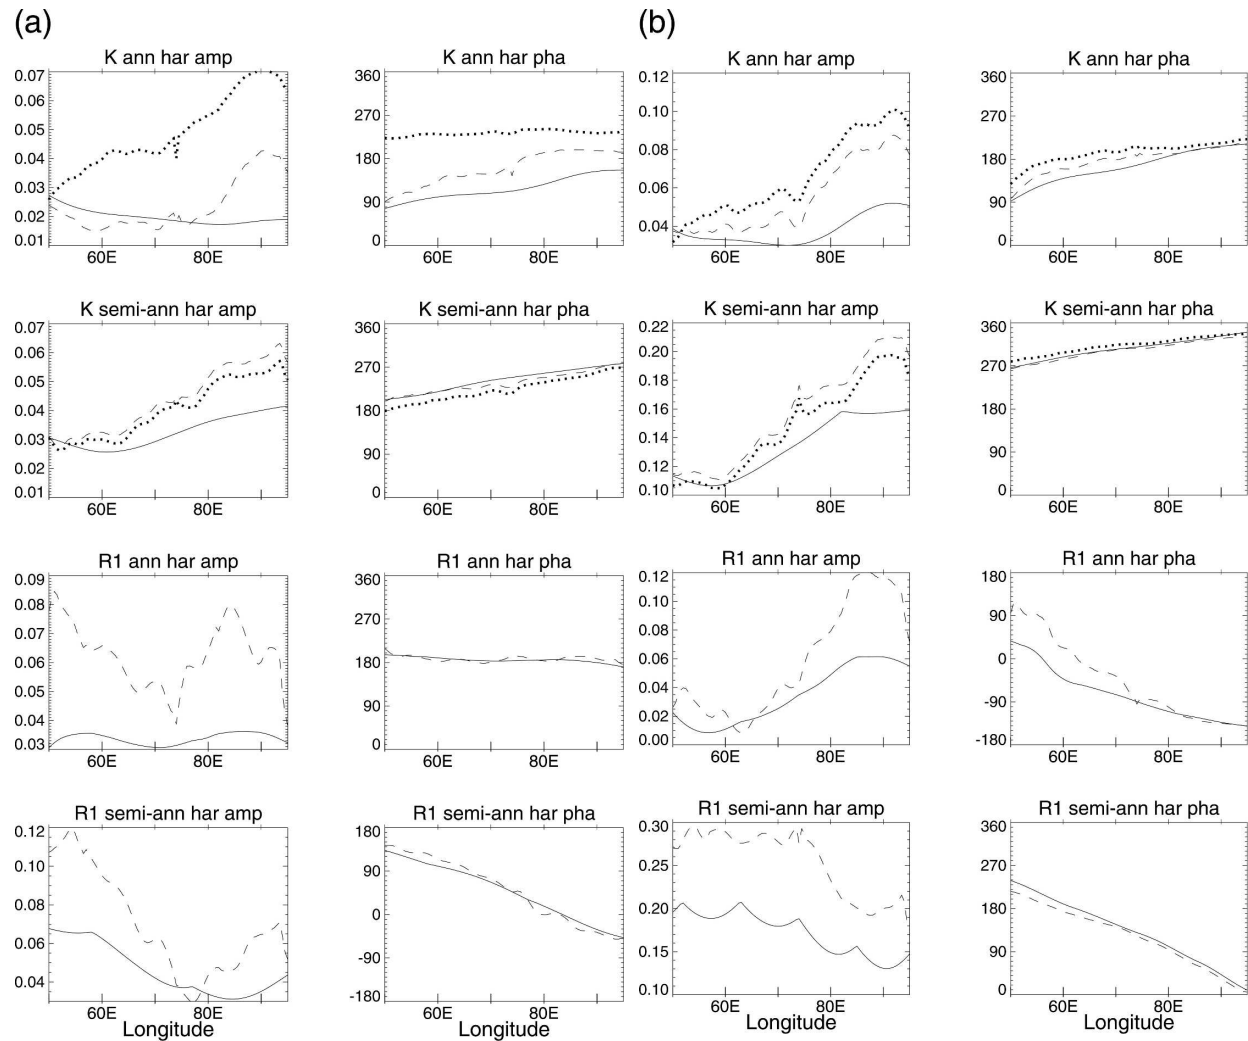 (a)
(b)
K ann har amp
0.07
0.06
0.05
0.04
0.03
0.02
0.01
60E 80E
K ann har pha
360
270
180
90
0
60E 80E
K ann har amp
0.12
0.10
0.08
0.06
0.04
60E 80E
K ann har pha
360
270
180
90
0
60E 80E
K semi-ann har amp
0.07
0.06
0.05
0.04
0.03
0.02
0.01
60E 80E
K semi-ann har pha
360
270
180
90
0
60E 80E
K semi-ann har amp
0.22
0.20
0.18
0.16
0.14
0.12
0.10
60E 80E
K semi-ann har pha
360
270
180
90
0
60E 80E
R1 ann har amp
0.09
0.08
0.07
0.06
0.05
0.04
0.03
60E 80E
R1 ann har pha
360
270
180
90
0
60E 80E
R1 ann har amp
0.12
0.10
0.08
0.06
0.04
0.02
0.00
60E 80E
R1 ann har pha
180
90
0
-90
-180
60E 80E
R1 semi-ann har amp
0.12
0.10
0.08
0.06
0.04
60E 80E
Longitude
R1 semi-ann har pha
180
90
0
-90
-180
60E 80E
Longitude
R1 semi-ann har amp
0.30
0.25
0.20
0.15
0.10
60E 80E
Longitude
R1 semi-ann har pha
360
270
180
90
0
60E 80E
Longitude